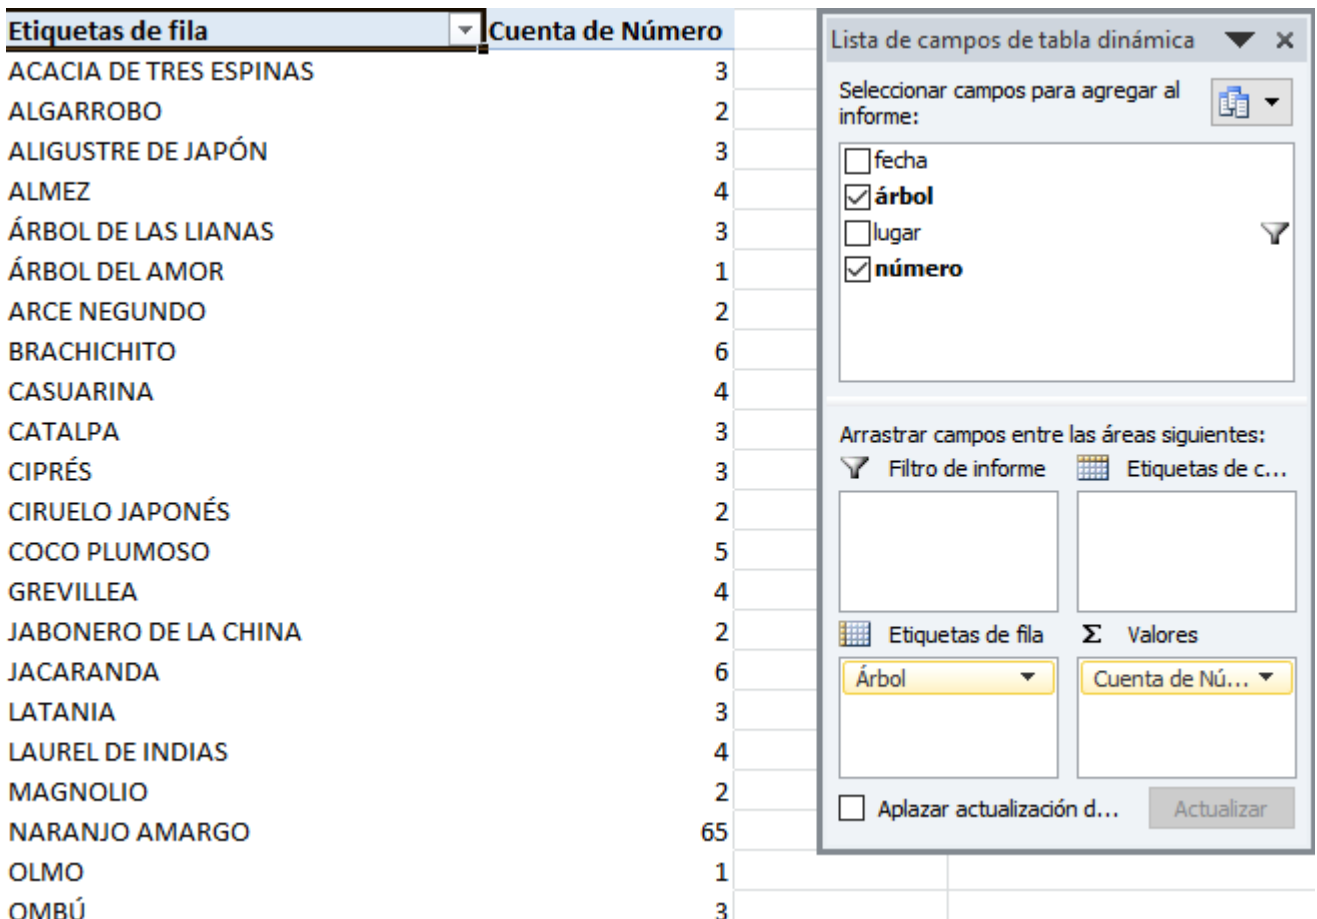 Etiquetas de fila Cuenta de Número
ACACIA DE TRES ESPINAS 3
ALGARROBO 2
ALIGUSTRE DE JAPÓN 3
ALMEZ 4
ÁRBOL DE LAS LIANAS 3
ÁRBOL DEL AMOR 1
ARCE NEGUNDO 2
BRACHICHITO 6
CASUARINA 4
CATALPA 3
CIPRÉS 3
CIRUELO JAPONÉS 2
COCO PLUMOSO 5
GREVILLEA 4
JABONERO DE LA CHINA 2
JACARANDA 6
LATANIA 3
LAUREL DE INDIAS 4
MAGNOLIO 2
NARANJO AMARGO 65
OLMO 1
OMBÚ 3
Lista de campos de tabla dinámica
Seleccionar campos para agregar al
informe:
fecha
árbol
lugar
número
Arrastrar campos entre las áreas siguientes:
Filtro de informe Etiquetas de c...
Etiquetas de fila Σ Valores
Árbol Cuenta de Nú...
Aplazar actualización d... Actualizar